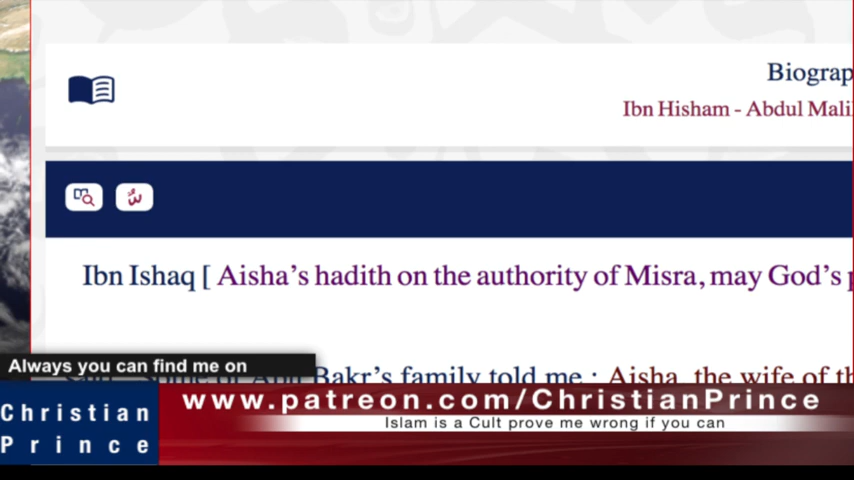 Biograp
Ibn Hisham - Abdul Mali
Ibn Ishaq [ Aisha's hadith on the authority of Misra, may God's p
Bakr's family told me : Aisha, the wife of th
Always you can find me on
www.patreon.com/ChristianPrince
Christian
Prince
Islam is a Cult prove me wrong if you can